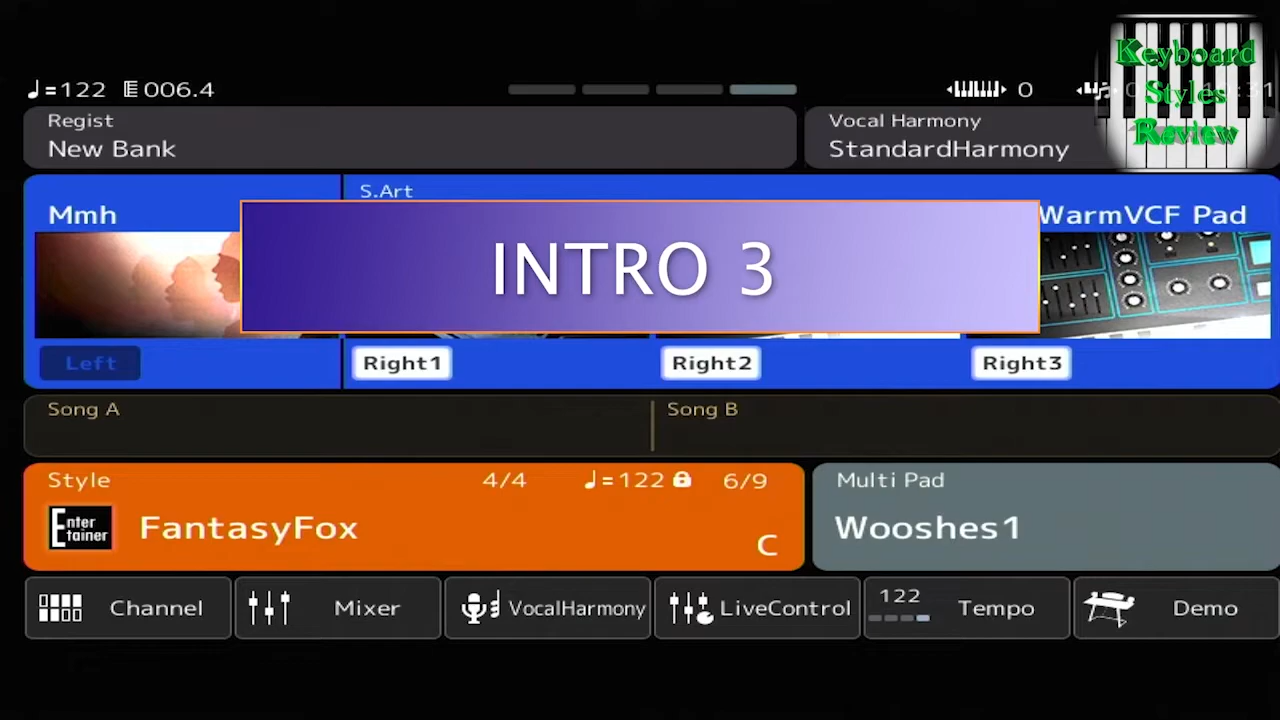 ♩=122 006.4
0
Keyboard
Styles
Review
Regist
New Bank
Vocal Harmony
StandardHarmony
Mmh
S.Art
WarmVCF Pad
INTRO 3
Left
Right1
Right2
Right3
Song A
Song B
Style
4/4
♩=122
6/9
Enter
tainer
FantasyFox
C
Multi Pad
Wooshes1
Channel
Mixer
VocalHarmony
LiveControl
122
Tempo
Demo